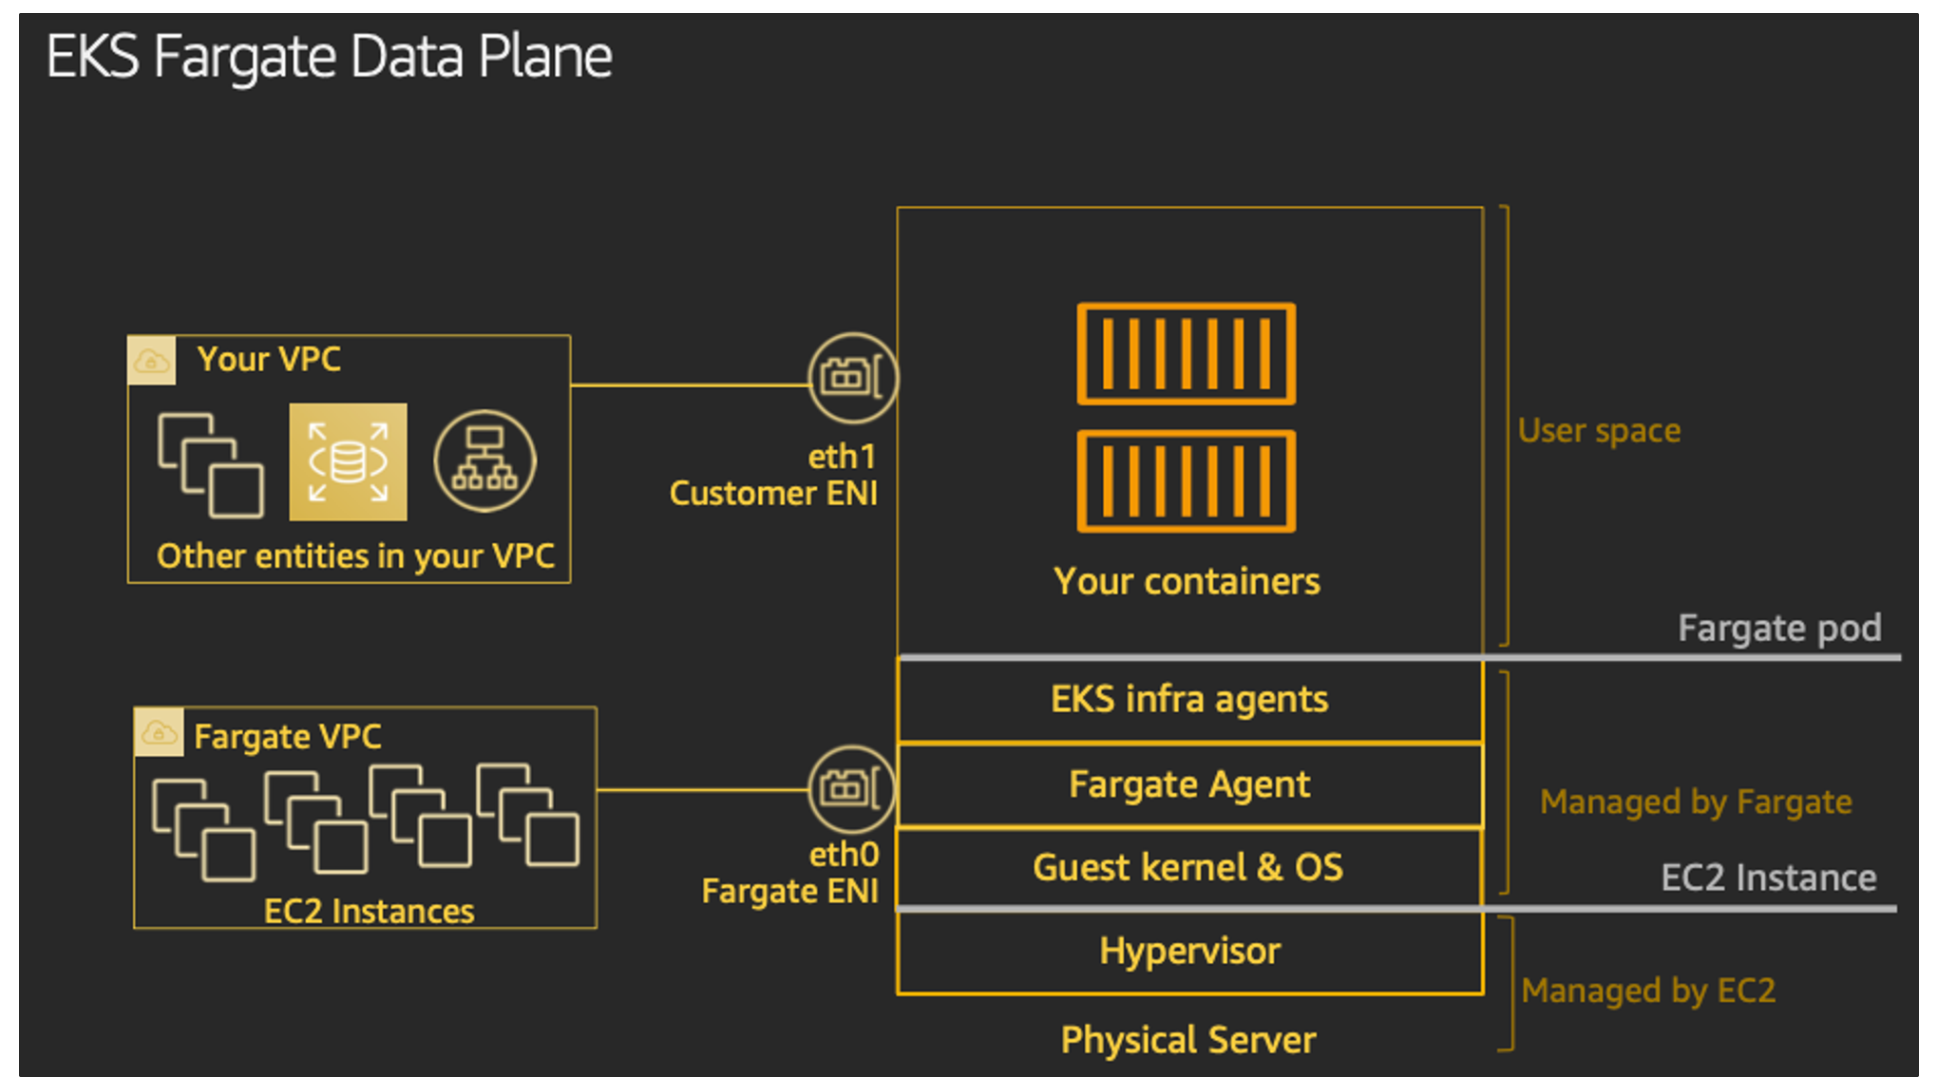 EKS Fargate Data Plane
Your VPC
Other entities in your VPC
eth1
Customer ENI
Your containers
User space
Fargate pod
EKS infra agents
Fargate VPC
EC2 Instances
eth0
Fargate ENI
Fargate Agent
Managed by Fargate
Guest kernel & OS
EC2 Instance
Hypervisor
Managed by EC2
Physical Server